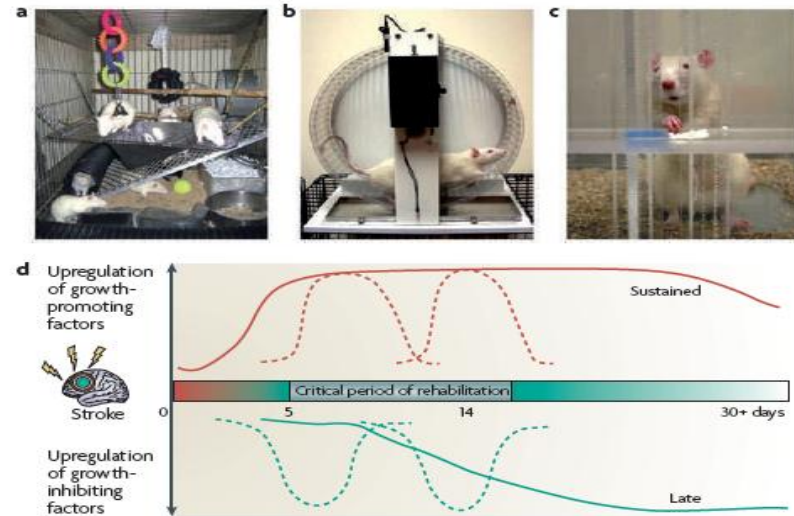 a
b
c
d
Upregulation
of growth-
promoting
factors
Sustained
Stroke
Critical period of rehabilitation
0
5
14
30+ days
Upregulation
of growth-
inhibiting
factors
Late